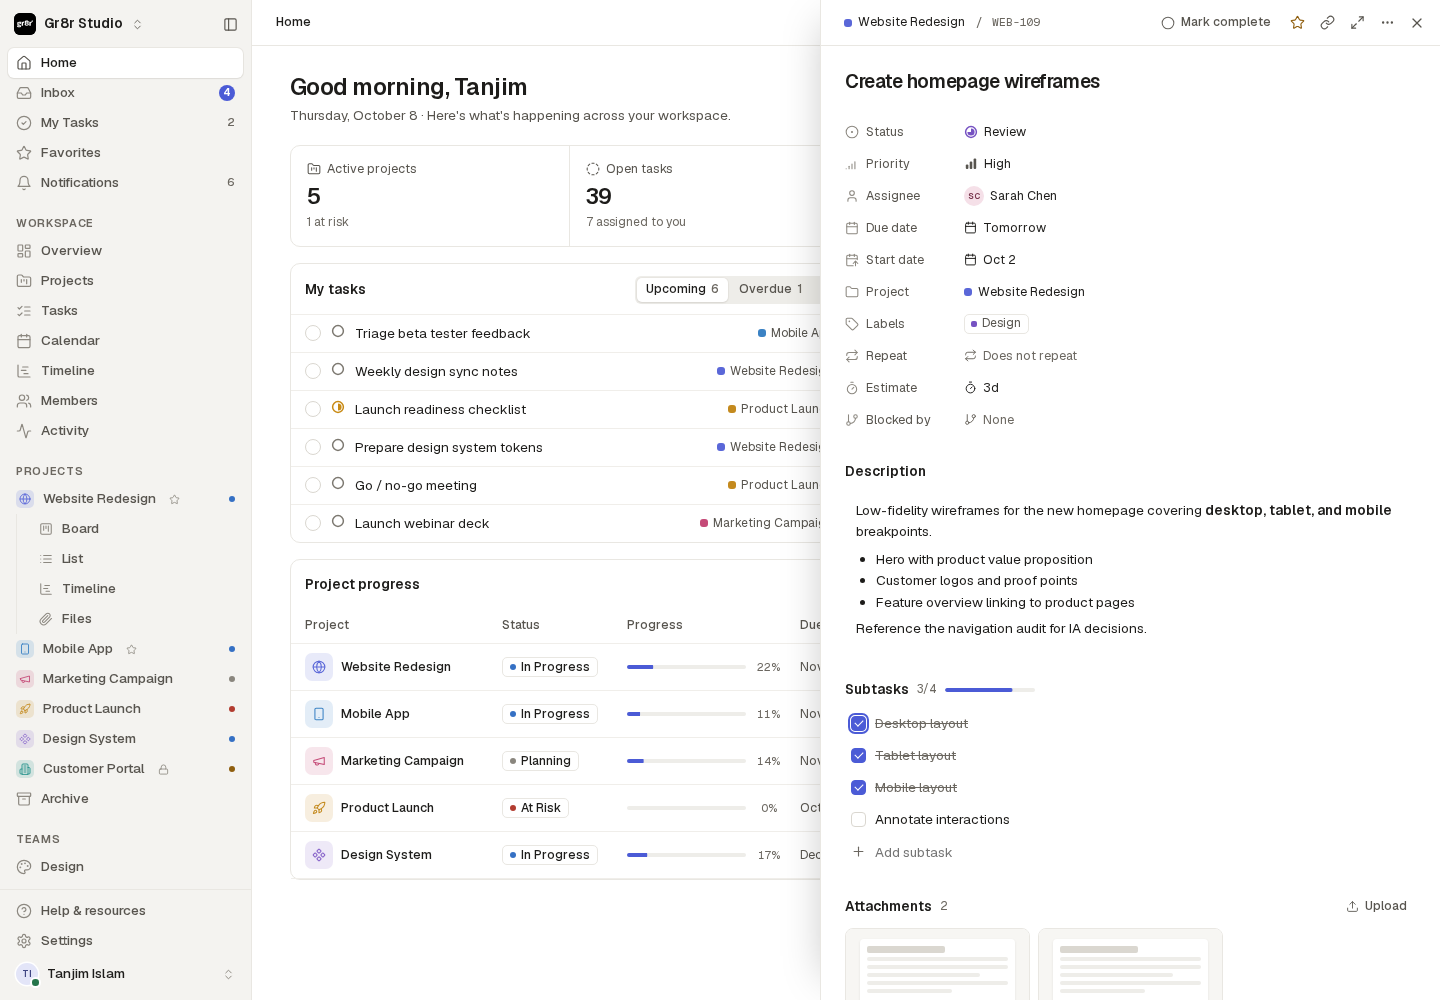 gr8r
Gr8r Studio
Home
Inbox 4
My Tasks 2
Favorites
Notifications 6
WORKSPACE
Overview
Projects
Tasks
Calendar
Timeline
Members
Activity
PROJECTS
Website Redesign
Board
List
Timeline
Files
Mobile App
Marketing Campaign
Product Launch
Design System
Customer Portal
Archive
TEAMS
Design
Help & resources
Settings
TI Tanjim Islam
Home
Good morning, Tanjim
Thursday, October 8 · Here's what's happening across your workspace.
Active projects
5
1 at risk
Open tasks
39
7 assigned to you
My tasks
Upcoming 6 Overdue 1
Triage beta tester feedback Mobile A
Weekly design sync notes Website Redesig
Launch readiness checklist Product Laun
Prepare design system tokens Website Redesig
Go / no-go meeting Product Laun
Launch webinar deck Marketing Campaig
Project progress
Project Status Progress Due
Website Redesign In Progress 22% Nov
Mobile App In Progress 11% Nov
Marketing Campaign Planning 14% Nov
Product Launch At Risk 0% Oct
Design System In Progress 17% Dec
Website Redesign / WEB-109
Mark complete
Create homepage wireframes
Status Review
Priority High
Assignee SC Sarah Chen
Due date Tomorrow
Start date Oct 2
Project Website Redesign
Labels Design
Repeat Does not repeat
Estimate 3d
Blocked by None
Description
Low-fidelity wireframes for the new homepage covering desktop, tablet, and mobile
breakpoints.
• Hero with product value proposition
• Customer logos and proof points
• Feature overview linking to product pages
Reference the navigation audit for IA decisions.
Subtasks 3/4
Desktop layout
Tablet layout
Mobile layout
Annotate interactions
Add subtask
Attachments 2
Upload